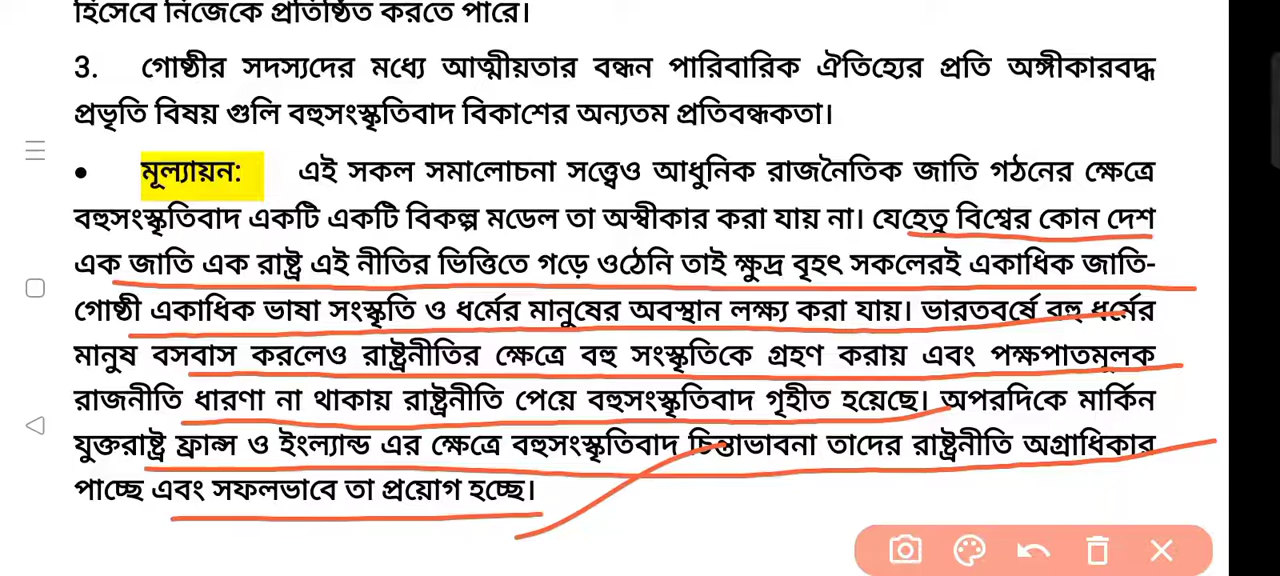 হিসেবে নিজেকে প্রতিষ্ঠিত করতে পারে।
3. গোষ্ঠীর সদস্যদের মধ্যে আত্মীয়তার বন্ধন পারিবারিক ঐতিহ্যের প্রতি অঙ্গীকারবদ্ধ
প্রভৃতি বিষয় গুলি বহুসংস্কৃতিবাদ বিকাশের অন্যতম প্রতিবন্ধকতা।
• মূল্যায়ন: এই সকল সমালোচনা সত্ত্বেও আধুনিক রাজনৈতিক জাতি গঠনের ক্ষেত্রে
বহুসংস্কৃতিবাদ একটি একটি বিকল্প মডেল তা অস্বীকার করা যায় না। যেহেতু বিশ্বের কোন দেশ
এক জাতি এক রাষ্ট্র এই নীতির ভিত্তিতে গড়ে ওঠেনি তাই ক্ষুদ্র বৃহৎ সকলেরই একাধিক জাতি-
গোষ্ঠী একাধিক ভাষা সংস্কৃতি ও ধর্মের মানুষের অবস্থান লক্ষ্য করা যায়। ভারতবর্ষে বহু ধর্মের
মানুষ বসবাস করলেও রাষ্ট্রনীতির ক্ষেত্রে বহু সংস্কৃতিকে গ্রহণ করায় এবং পক্ষপাতমুলক
রাজনীতি ধারণা না থাকায় রাষ্ট্রনীতি পেয়ে বহুসংস্কৃতিবাদ গৃহীত হয়েছে। অপরদিকে মার্কিন
যুক্তরাষ্ট্র ফ্রান্স ও ইংল্যান্ড এর ক্ষেত্রে বহুসংস্কৃতিবাদ চিন্তাভাবনা তাদের রাষ্ট্রনীতি অগ্রাধিকার
পাচ্ছে এবং সফলভাবে তা প্রয়োগ হচ্ছে।